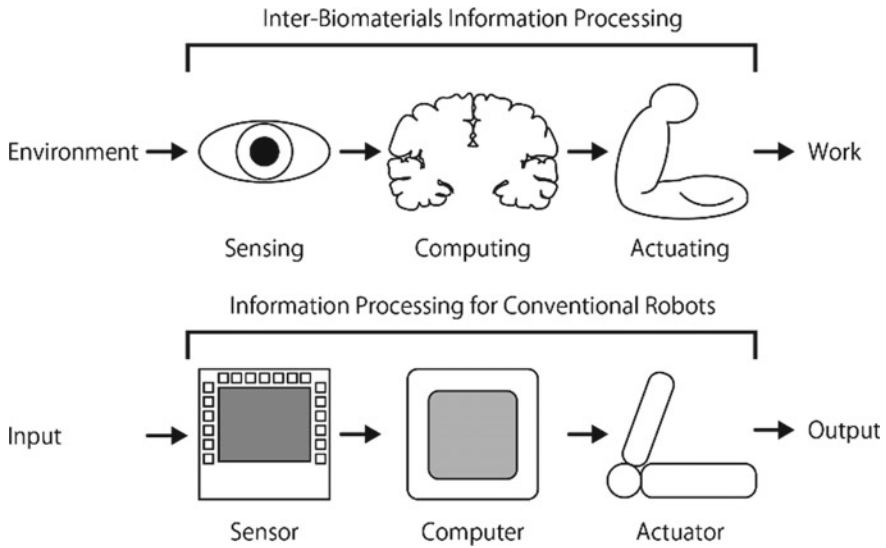 Inter-Biomaterials Information Processing
Environment
Work
Sensing
Computing
Actuating
Information Processing for Conventional Robots
Input
Output
Sensor
Computer
Actuator